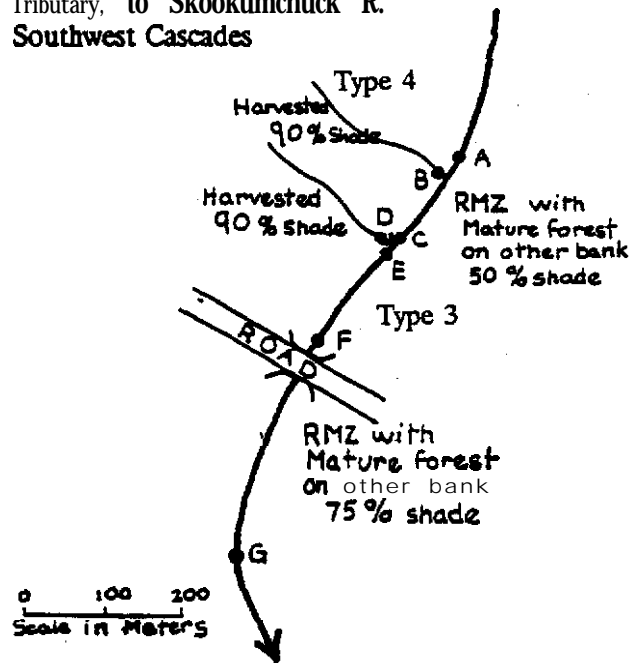 Tributary, to Skookumchuck R.
Southwest Cascades
Type 4
Harvested
90% Shade
A
B
Harvested
90% Shade
D
C
E
RMZ with
Mature forest
on other bank
50% shade
Type 3
F
ROAD
RMZ with
Mature forest
on other bank
75% shade
G
0 100 200
Scale in Meters